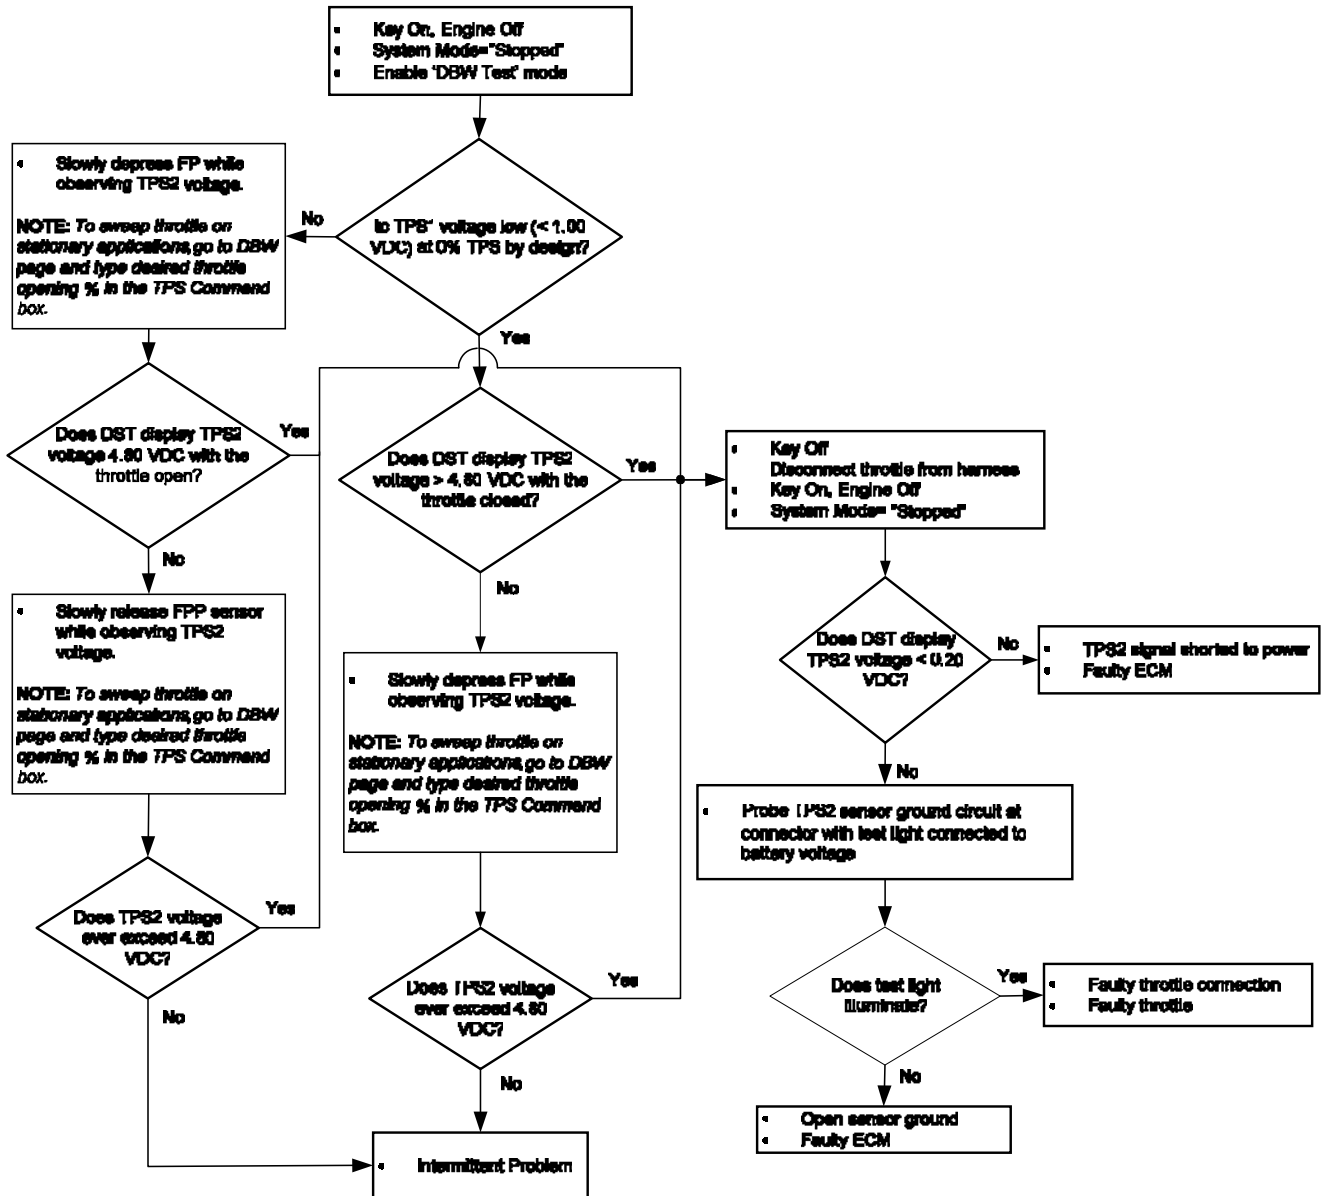 • Key On, Engine Off
• System Mode="Stopped"
• Enable 'DBW Test' mode
• Slowly depress FP while
observing TPS2 voltage.
NOTE: To sweep throttle on
stationary applications, go to DBW
page and type desired throttle
opening % in the TPS Command
box.
No
voltage low (< 1.00
VDC) at 0% TPS by design?
Yes
Does DST display TPS2
voltage 4.80 VDC with the
throttle open?
Yes
No
Does DST display TPS2
voltage > 4.80 VDC with the
throttle closed?
Yes
No
• Key Off
Disconnect throttle from harness
• Key On, Engine Off
• System Mode= "Stopped"
• Slowly release FPP sensor
while observing TPS2
voltage.
NOTE: To sweep throttle on
stationary applications, go to DBW
page and type desired throttle
opening % in the TPS Command
box.
• Slowly depress FP while
observing TPS2 voltage.
NOTE: To sweep throttle on
stationary applications, go to DBW
page and type desired throttle
opening % in the TPS Command
box.
Does DST display
TPS2 voltage < 0.20
VDC?
No
• TPS2 signal shorted to power
• Faulty ECM
No
• Probe TPS2 sensor ground circuit at
connector with test light connected to
battery voltage
Does TPS2 voltage
ever exceed 4.80
VDC?
Yes
No
Does TPS2 voltage
ever exceed 4.80
VDC?
Yes
No
Does test light
illuminate?
Yes
• Faulty throttle connection
• Faulty throttle
No
• Open sensor ground
• Faulty ECM
• Intermittent Problem